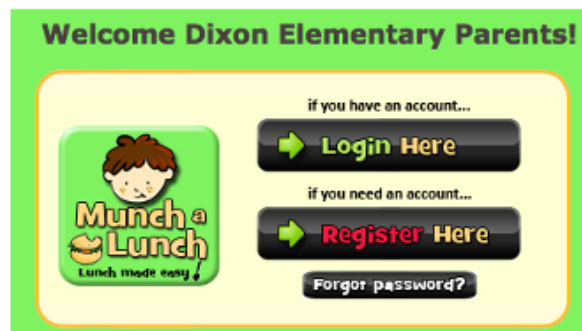 Welcome Dixon Elementary Parents!
if you have an account...
Login Here
if you need an account...
Register Here
Forgot password?
Munch a
Lunch
Lunch made easy!